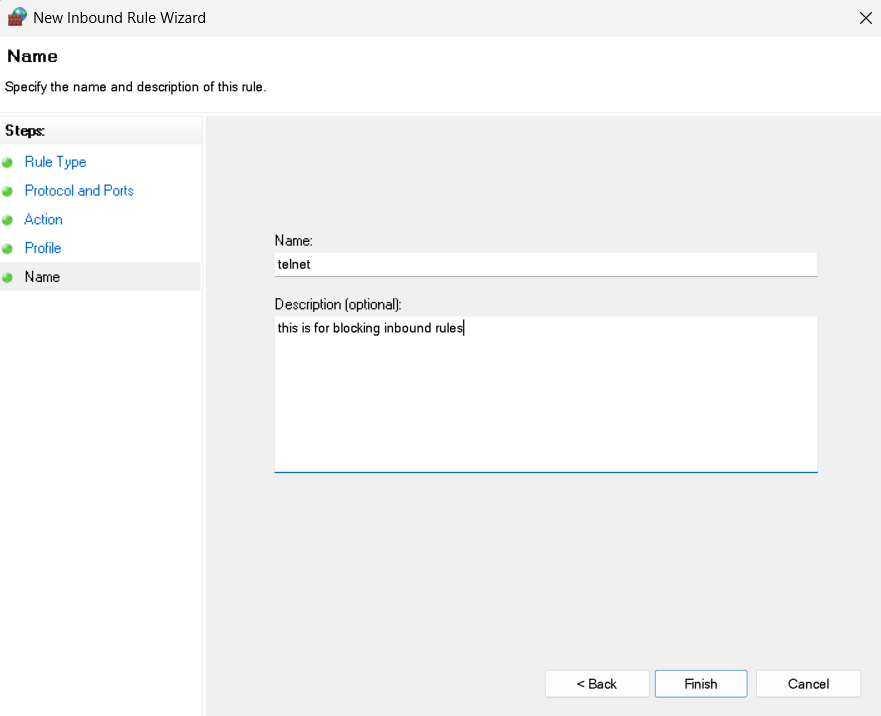 New Inbound Rule Wizard
Name
Specify the name and description of this rule.
Steps:
Rule Type
Protocol and Ports
Action
Profile
Name
Name:
telnet
Description (optional):
this is for blocking inbound rules
< Back
Finish
Cancel